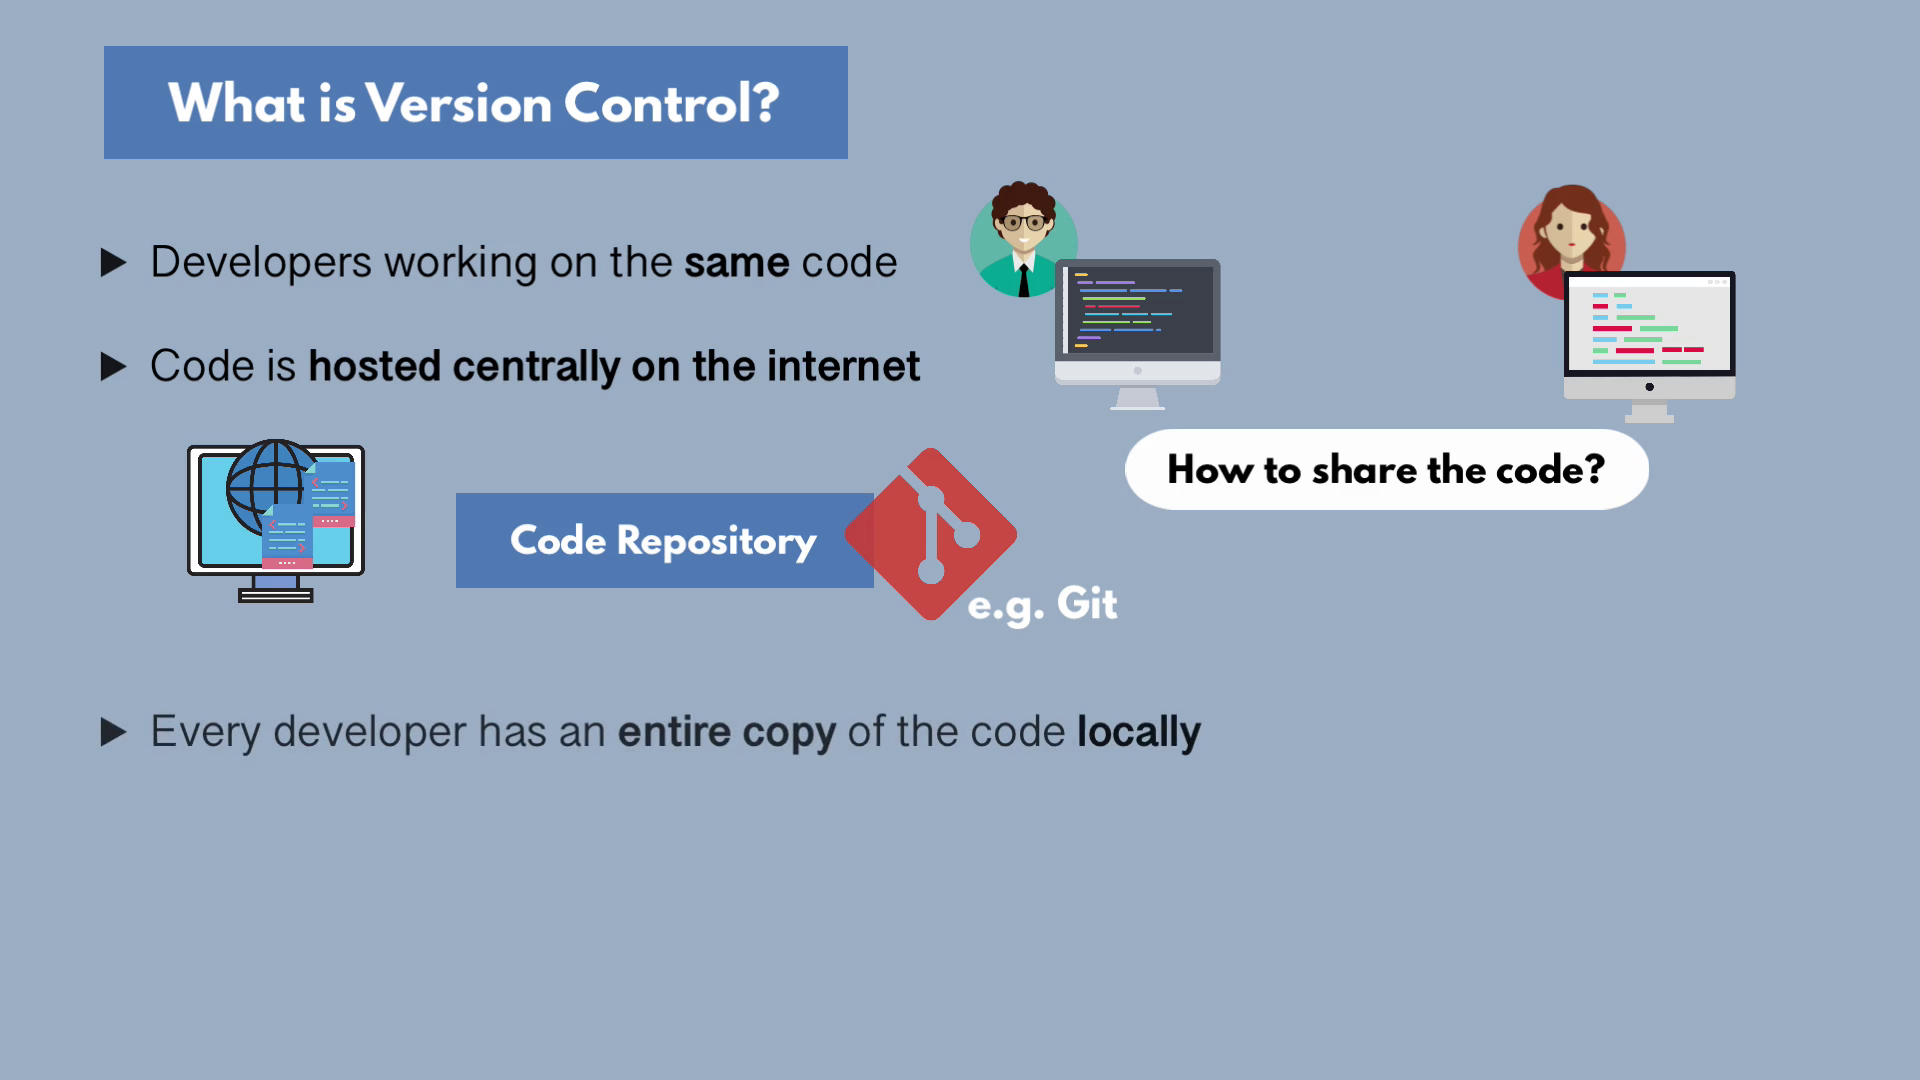 What is Version Control?
Developers working on the same code
Code is hosted centrally on the internet
How to share the code?
Code Repository
e.g. Git
Every developer has an entire copy of the code locally